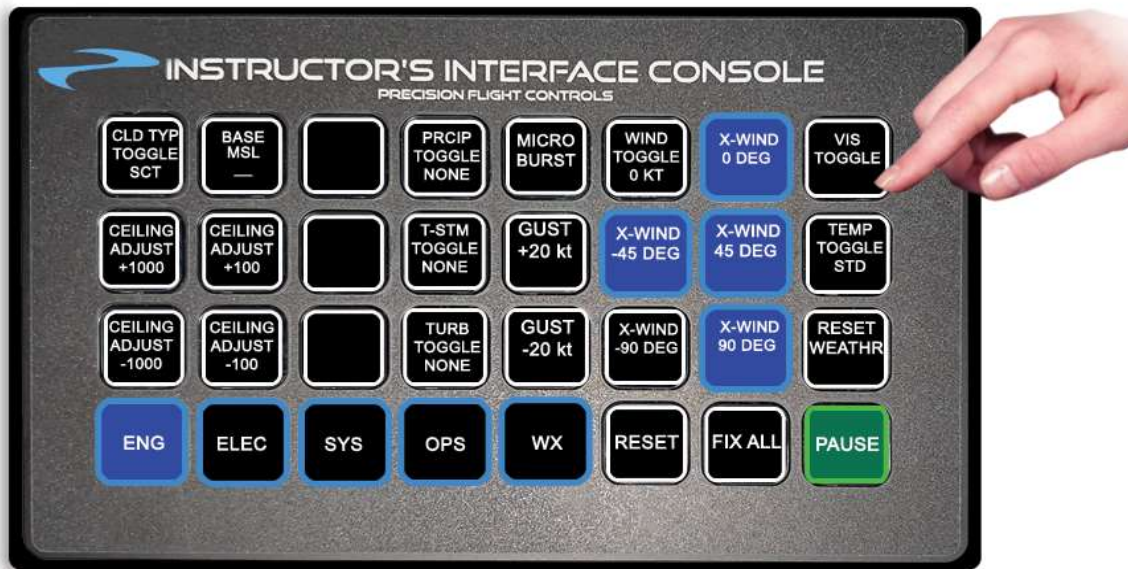 INSTRUCTOR'S INTERFACE CONSOLE
PRECISION FLIGHT CONTROLS
CLD TYP
TOGGLE
SCT
BASE
MSL
__
PRCIP
TOGGLE
NONE
MICRO
BURST
WIND
TOGGLE
0 KT
X-WIND
0 DEG
VIS
TOGGLE
CEILING
ADJUST
+1000
CEILING
ADJUST
+100
T-STM
TOGGLE
NONE
GUST
+20 kt
X-WIND
-45 DEG
X-WIND
45 DEG
TEMP
TOGGLE
STD
CEILING
ADJUST
-1000
CEILING
ADJUST
-100
TURB
TOGGLE
NONE
GUST
-20 kt
X-WIND
-90 DEG
X-WIND
90 DEG
RESET
WEATHR
ENG
ELEC
SYS
OPS
WX
RESET
FIX ALL
PAUSE